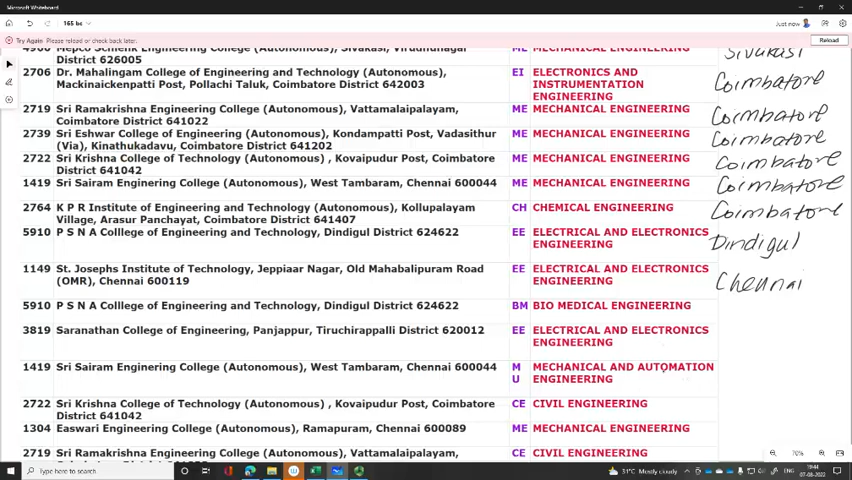 Microsoft Whiteboard
165 bc
Just now
Try Again Please reload or check back later.
Reload
4960 Mepco Schlenk Engineering College (Autonomous), Sivakasi, Virudhunagar District 626005 ME MECHANICAL ENGINEERING Sivakasi
2706 Dr. Mahalingam College of Engineering and Technology (Autonomous), EI ELECTRONICS AND Coimbatore
Mackinaickenpatti Post, Pollachi Taluk, Coimbatore District 642003 INSTRUMENTATION
ENGINEERING
2719 Sri Ramakrishna Engineering College (Autonomous), Vattamalaipalayam, ME MECHANICAL ENGINEERING Coimbatore
Coimbatore District 641022
2739 Sri Eshwar College of Engineering (Autonomous), Kondampatti Post, Vadasithur ME MECHANICAL ENGINEERING Coimbatore
(Via), Kinathukadavu, Coimbatore District 641202
2722 Sri Krishna College of Technology (Autonomous) , Kovaipudur Post, Coimbatore ME MECHANICAL ENGINEERING Coimbatore
District 641042
1419 Sri Sairam Enginering College (Autonomous), West Tambaram, Chennai 600044 ME MECHANICAL ENGINEERING Coimbatore
2764 K P R Institute of Engineering and Technology (Autonomous), Kollupalayam CH CHEMICAL ENGINEERING Coimbatore
Village, Arasur Panchayat, Coimbatore District 641407
5910 P S N A Colllege of Engineering and Technology, Dindigul District 624622 EE ELECTRICAL AND ELECTRONICS Dindigul
ENGINEERING
1149 St. Josephs Institute of Technology, Jeppiaar Nagar, Old Mahabalipuram Road EE ELECTRICAL AND ELECTRONICS Chennai
(OMR), Chennai 600119 ENGINEERING
5910 P S N A Colllege of Engineering and Technology, Dindigul District 624622 BM BIO MEDICAL ENGINEERING
3819 Saranathan College of Engineering, Panjappur, Tiruchirappalli District 620012 EE ELECTRICAL AND ELECTRONICS
ENGINEERING
1419 Sri Sairam Enginering College (Autonomous), West Tambaram, Chennai 600044 M MECHANICAL AND AUTOMATION
U ENGINEERING
2722 Sri Krishna College of Technology (Autonomous) , Kovaipudur Post, Coimbatore CE CIVIL ENGINEERING
District 641042
1304 Easwari Engineering College (Autonomous), Ramapuram, Chennai 600089 ME MECHANICAL ENGINEERING
2719 Sri Ramakrishna Engineering College (Autonomous), Vattamalaipalayam, CE CIVIL ENGINEERING
70%
Type here to search
31°C Mostly cloudy
ENG
19:44
07-08-2022